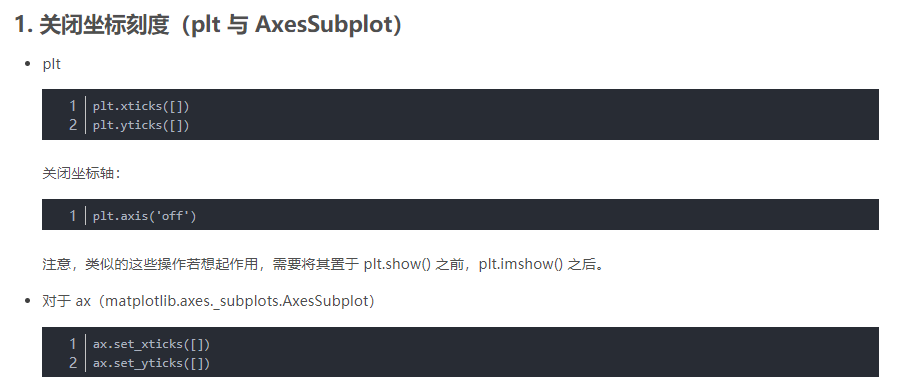 1. 关闭坐标刻度（plt 与 AxesSubplot）
plt
1 plt.xticks([])
2 plt.yticks([])
关闭坐标轴：
1 plt.axis('off')
注意，类似的这些操作若想起作用，需要将其置于 plt.show() 之前，plt.imshow() 之后。
对于 ax（matplotlib.axes._subplots.AxesSubplot）
1 ax.set_xticks([])
2 ax.set_yticks([])